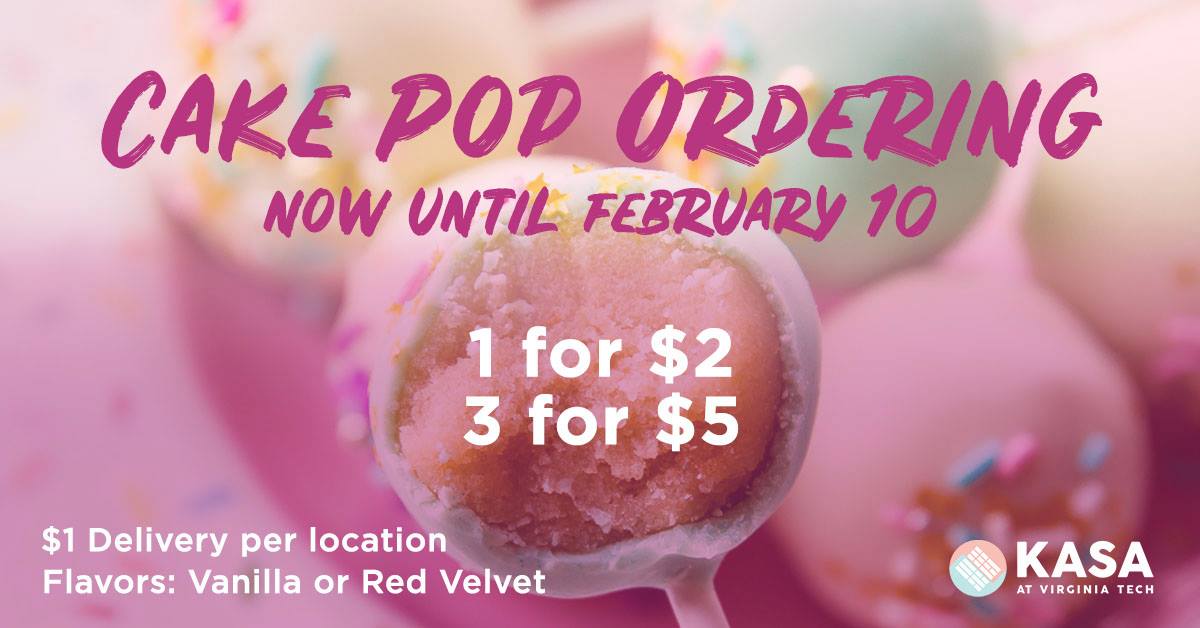 CAKE POP ORDERING
NOW UNTIL FEBRUARY 10
1 for $2
3 for $5
$1 Delivery per location
Flavors: Vanilla or Red Velvet
KASA
AT VIRGINIA TECH